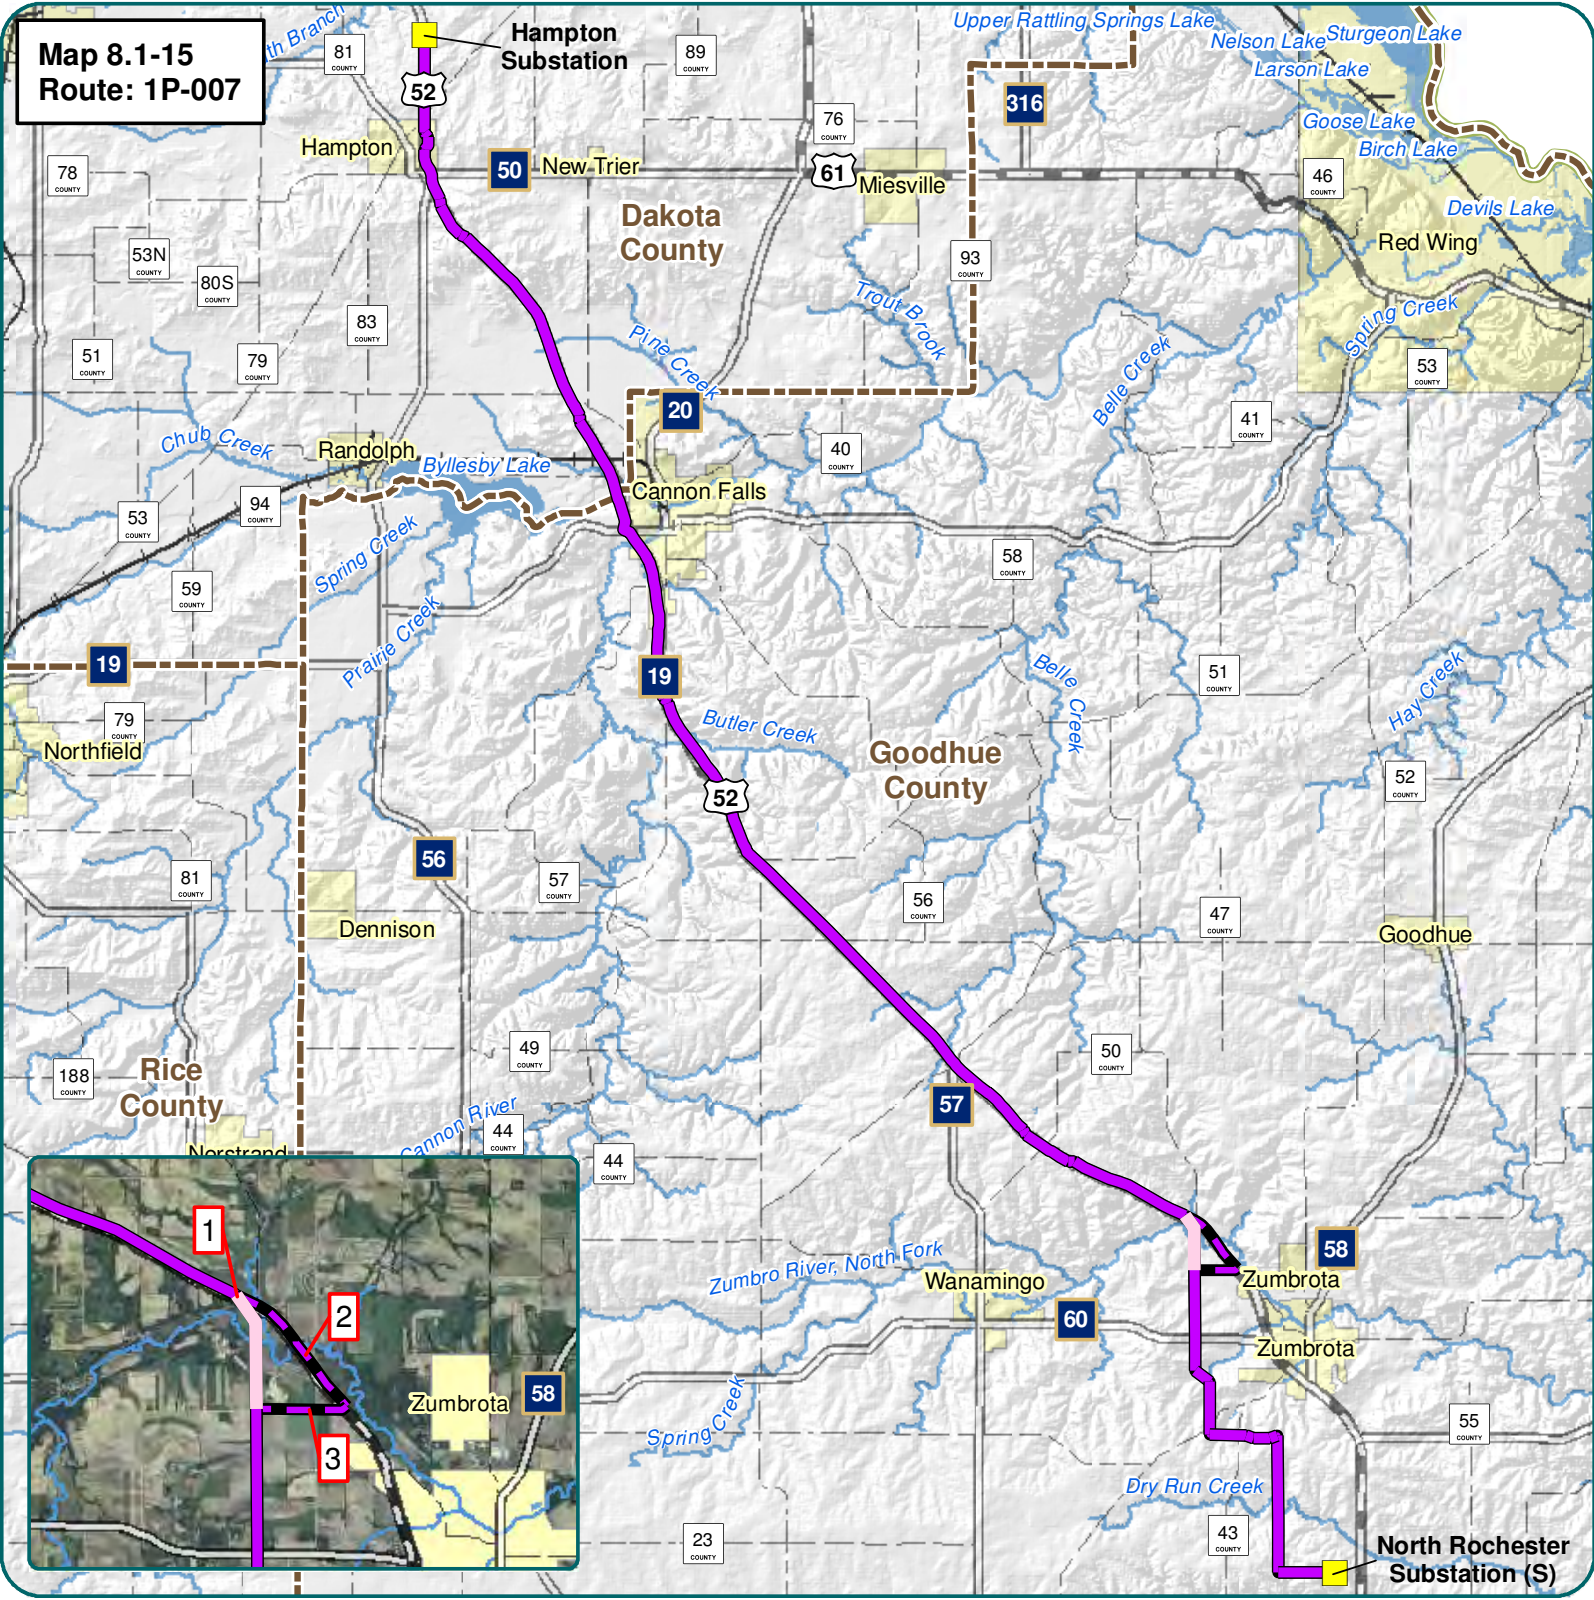 Map 8.1-15
Route: 1P-007
th Branch
81
COUNTY
Hampton
Substation
89
COUNTY
Upper Rattling Springs Lake
Nelson Lake
Sturgeon Lake
Larson Lake
52
316
76
COUNTY
Goose Lake
Birch Lake
Hampton
50
New Trier
61
Miesville
46
COUNTY
78
COUNTY
Devils Lake
Dakota
County
Red Wing
53N
COUNTY
80S
COUNTY
93
COUNTY
Trout Brook
83
COUNTY
Spring Creek
51
COUNTY
79
COUNTY
Pine Creek
Belle Creek
53
COUNTY
20
41
COUNTY
Chub Creek
Randolph
Byllesby Lake
40
COUNTY
Cannon Falls
53
COUNTY
94
COUNTY
Spring Creek
58
COUNTY
59
COUNTY
Prairie Creek
19
19
Belle
Creek
51
COUNTY
Hay Creek
79
COUNTY
Northfield
Butler Creek
Goodhue
County
52
COUNTY
52
56
81
COUNTY
57
COUNTY
56
COUNTY
47
COUNTY
Dennison
Goodhue
49
COUNTY
50
COUNTY
188
COUNTY
Rice
County
57
Cannon River
44
COUNTY
44
COUNTY
Nerstrand
1
2
3
Zumbrota
58
Zumbro River, North Fork
Wanamingo
60
58
Zumbrota
Zumbrota
Spring Creek
55
COUNTY
Dry Run Creek
23
COUNTY
43
COUNTY
North Rochester
Substation (S)